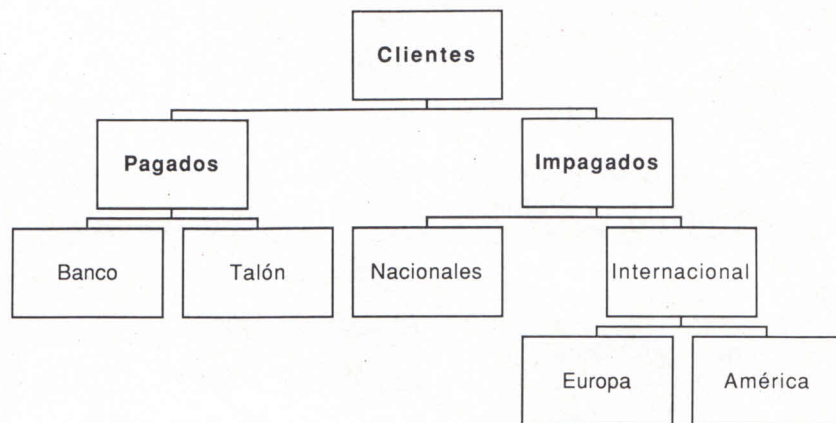 Clientes
Pagados
Impagados
Banco
Talón
Nacionales
Internacional
Europa
América